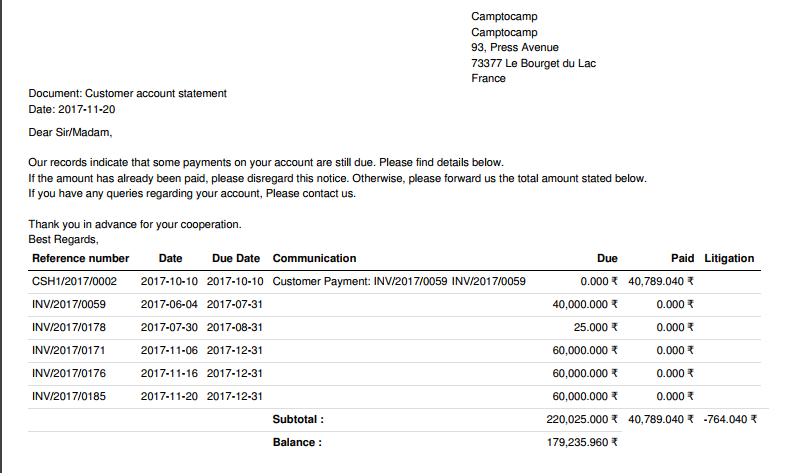 Camptocamp
Camptocamp
93, Press Avenue
73377 Le Bourget du Lac
France
Document: Customer account statement
Date: 2017-11-20
Dear Sir/Madam,
Our records indicate that some payments on your account are still due. Please find details below.
If the amount has already been paid, please disregard this notice. Otherwise, please forward us the total amount stated below.
If you have any queries regarding your account, Please contact us.
Thank you in advance for your cooperation.
Best Regards,
Reference number Date Due Date Communication Due Paid Litigation
CSH1/2017/0002 2017-10-10 2017-10-10 Customer Payment: INV/2017/0059 INV/2017/0059 0.000 ₹ 40,789.040 ₹
INV/2017/0059 2017-06-04 2017-07-31 40,000.000 ₹ 0.000 ₹
INV/2017/0178 2017-07-30 2017-08-31 25.000 ₹ 0.000 ₹
INV/2017/0171 2017-11-06 2017-12-31 60,000.000 ₹ 0.000 ₹
INV/2017/0176 2017-11-16 2017-12-31 60,000.000 ₹ 0.000 ₹
INV/2017/0185 2017-11-20 2017-12-31 60,000.000 ₹ 0.000 ₹
Subtotal : 220,025.000 ₹ 40,789.040 ₹ -764.040 ₹
Balance : 179,235.960 ₹